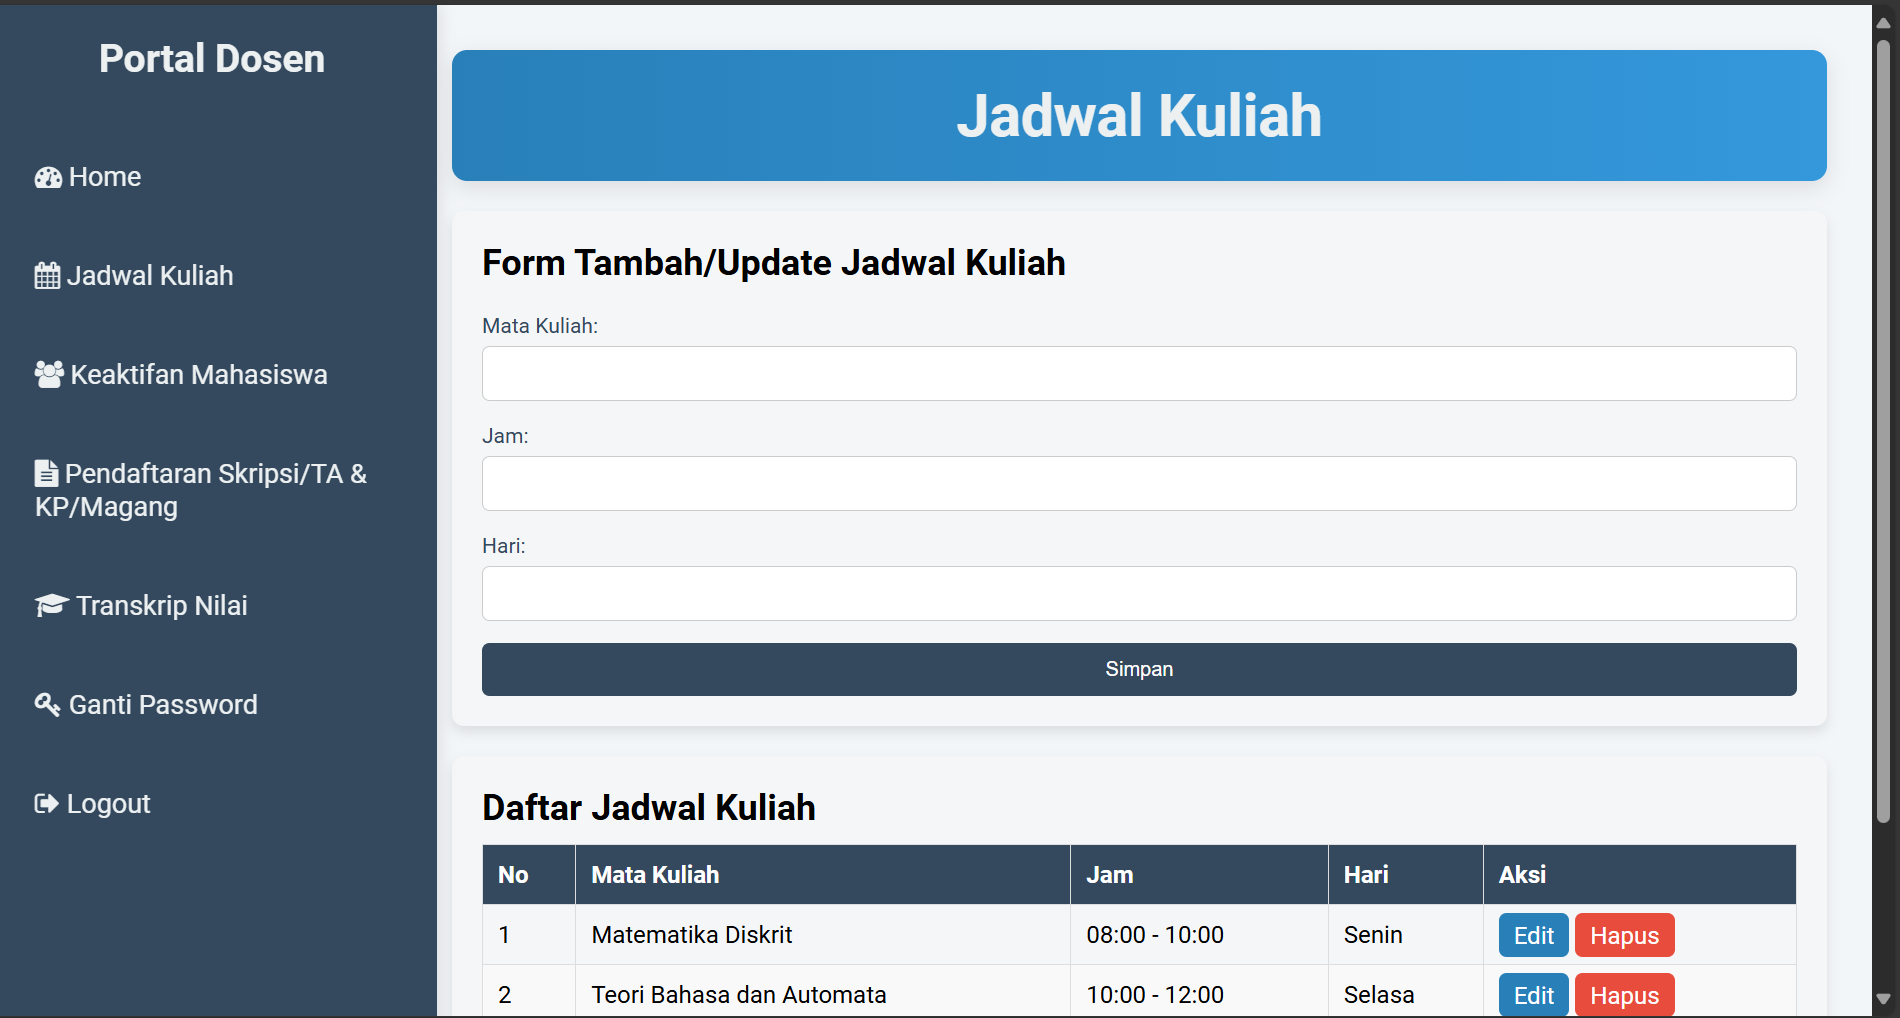 Portal Dosen
Home
Jadwal Kuliah
Keaktifan Mahasiswa
Pendaftaran Skripsi/TA &
KP/Magang
Transkrip Nilai
Ganti Password
Logout
Jadwal Kuliah
Form Tambah/Update Jadwal Kuliah
Mata Kuliah:
Jam:
Hari:
Simpan
Daftar Jadwal Kuliah
No Mata Kuliah Jam Hari Aksi
1 Matematika Diskrit 08:00 - 10:00 Senin Edit Hapus
2 Teori Bahasa dan Automata 10:00 - 12:00 Selasa Edit Hapus